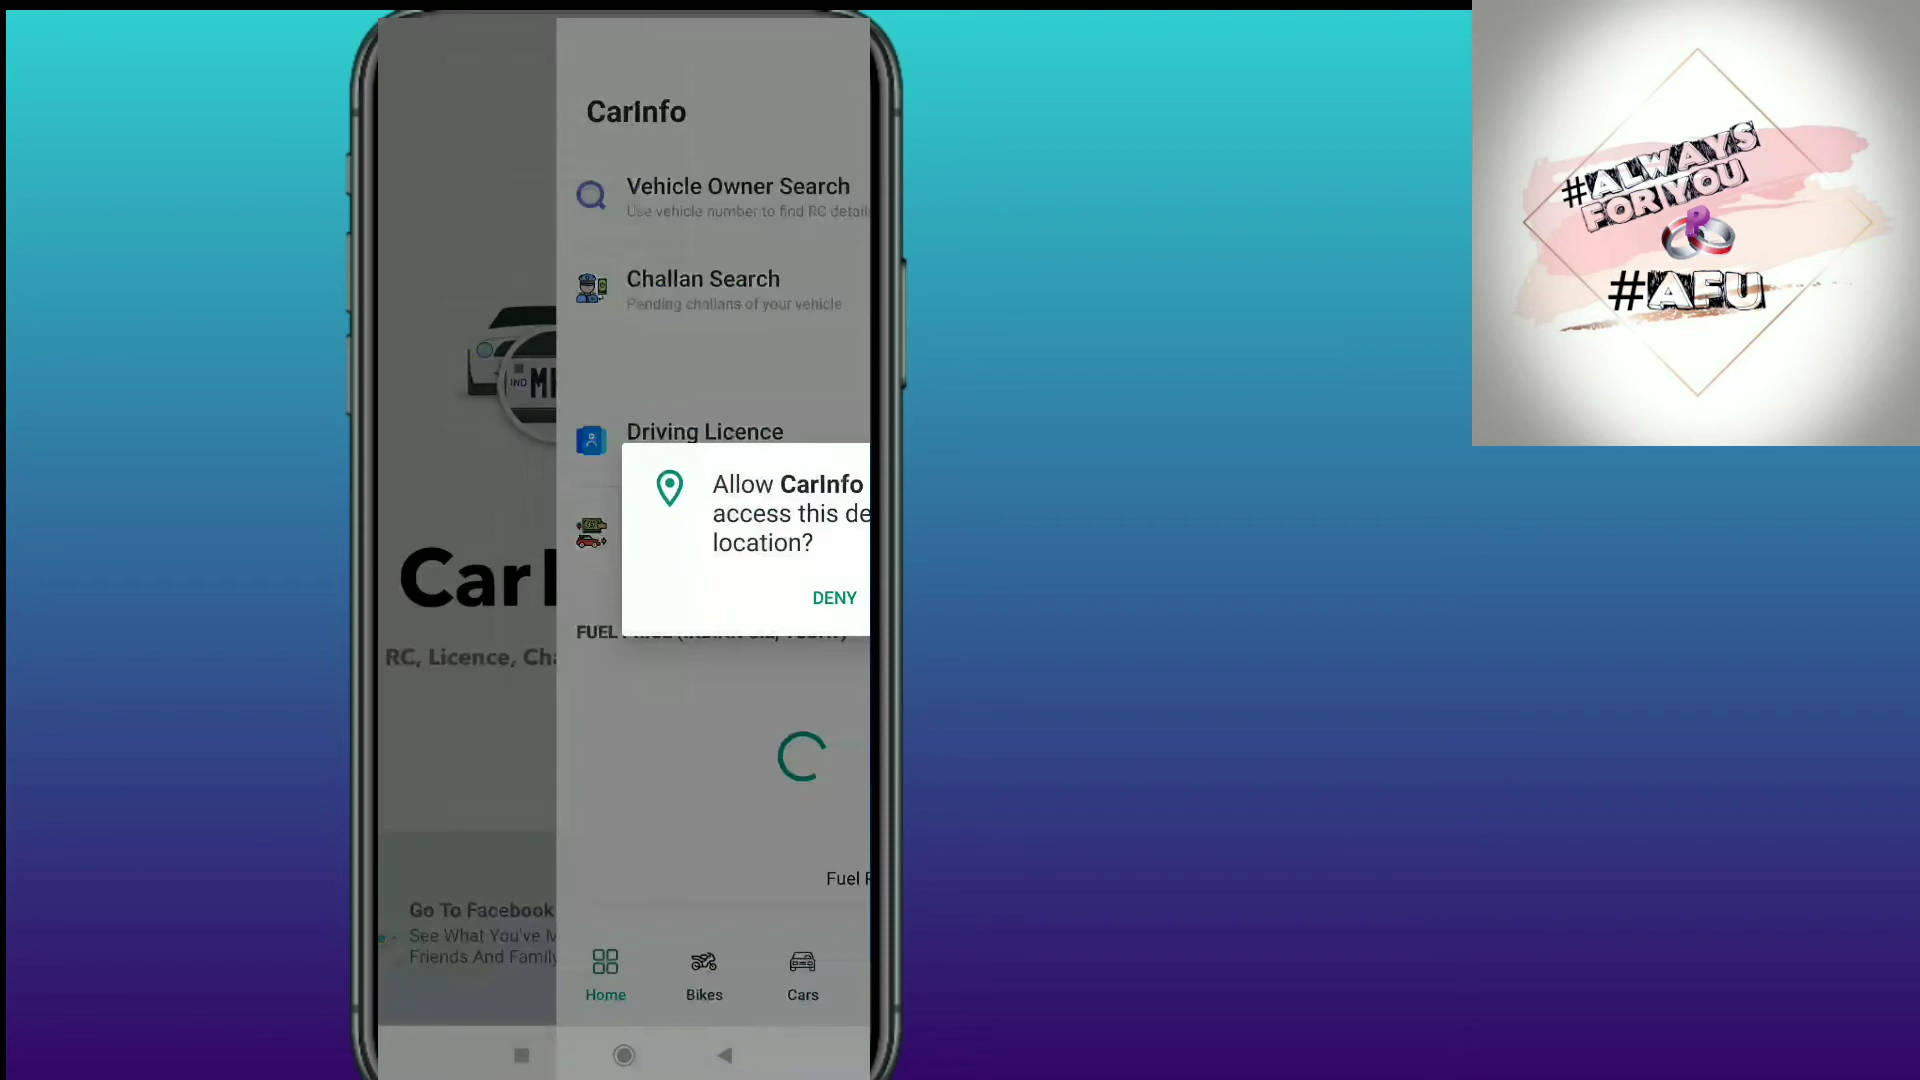 CarInfo
Vehicle Owner Search
Use vehicle number to find RC detail
Challan Search
Pending challans of your vehicle
IND
Driving Licence
Allow CarInfo
access this de
location?
DENY
Car
RC, Licence, Cha
FUEL
Fuel
Go To Facebook
See What You've M
Friends And Family
Home
Bikes
Cars
#ALWAYS
FOR YOU
R
#AFU